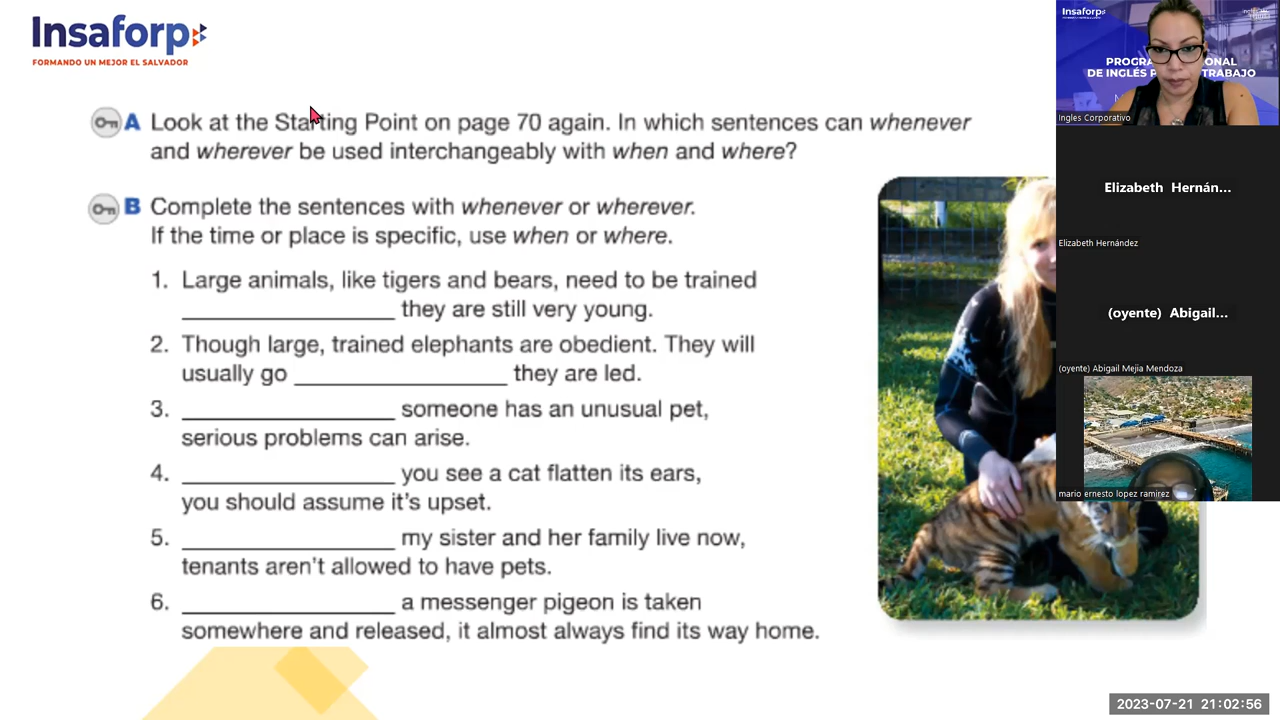 Insaforp
FORMANDO UN MEJOR EL SALVADOR
A Look at the Starting Point on page 70 again. In which sentences can whenever
and wherever be used interchangeably with when and where?
B Complete the sentences with whenever or wherever.
If the time or place is specific, use when or where.
1. Large animals, like tigers and bears, need to be trained
____________ they are still very young.
2. Though large, trained elephants are obedient. They will
usually go ____________ they are led.
3. ____________ someone has an unusual pet,
serious problems can arise.
4. ____________ you see a cat flatten its ears,
you should assume it's upset.
5. ____________ my sister and her family live now,
tenants aren't allowed to have pets.
6. ____________ a messenger pigeon is taken
somewhere and released, it almost always find its way home.
Insaforp
PROGRA ONAL
DE INGLÉS P TRABAJO
Ingles Corporativo
Elizabeth Hernán...
Elizabeth Hernández
(oyente) Abigail...
(oyente) Abigail Mejia Mendoza
mario ernesto lopez ramirez
2023-07-21 21:02:56